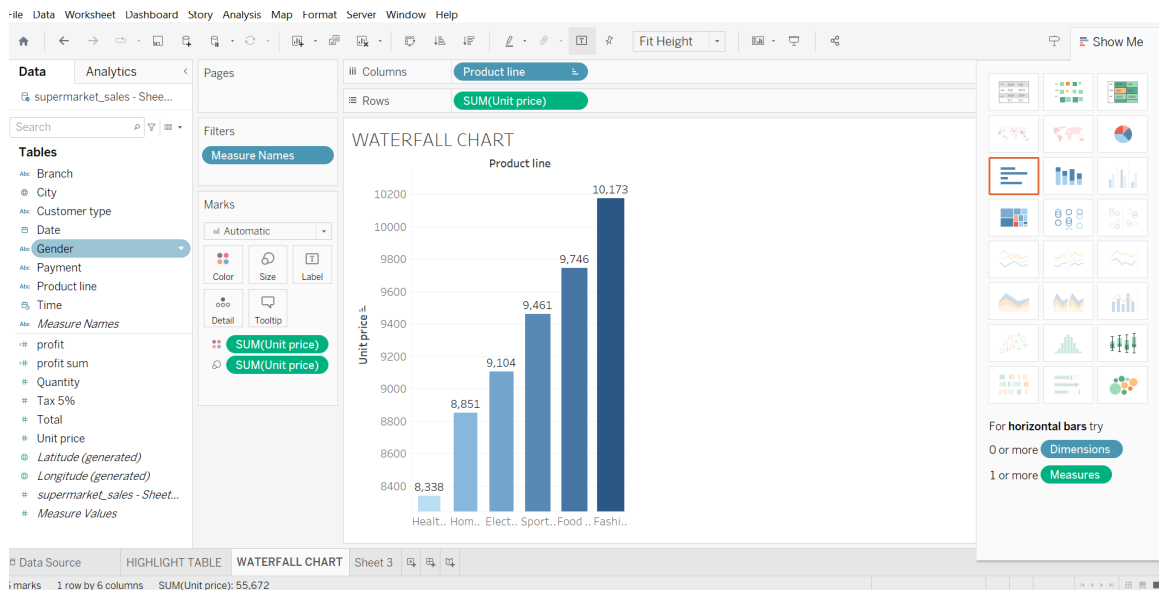 File Data Worksheet Dashboard Story Analysis Map Format Server Window Help
Fit Height
Show Me
Data Analytics
supermarket_sales - Shee...
Search
Tables
Abc Branch
City
Abc Customer type
Date
Abc Gender
Abc Payment
Abc Product line
Time
Abc Measure Names
=# profit
=# profit sum
# Quantity
# Tax 5%
# Total
# Unit price
Latitude (generated)
Longitude (generated)
# supermarket_sales - Sheet...
# Measure Values
Pages
Filters
Measure Names
Marks
Automatic
Color Size Label
Detail Tooltip
SUM(Unit price)
SUM(Unit price)
iii Columns Product line
Rows SUM(Unit price)
WATERFALL CHART
Product line
Unit price
10200
10000
9800
9600
9400
9200
9000
8800
8600
8400
8,338
8,851
9,104
9,461
9,746
10,173
Healt.. Hom.. Elect.. Sport.. Food .. Fashi..
For horizontal bars try
0 or more Dimensions
1 or more Measures
Data Source HIGHLIGHT TABLE WATERFALL CHART Sheet 3
marks 1 row by 6 columns SUM(Unit price): 55,672